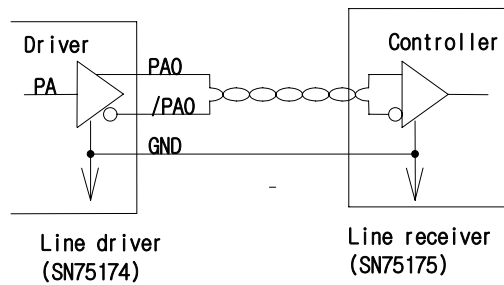 Driver
Controller
PAO
PA
/PAO
GND
Line driver
(SN75174)
Line receiver
(SN75175)